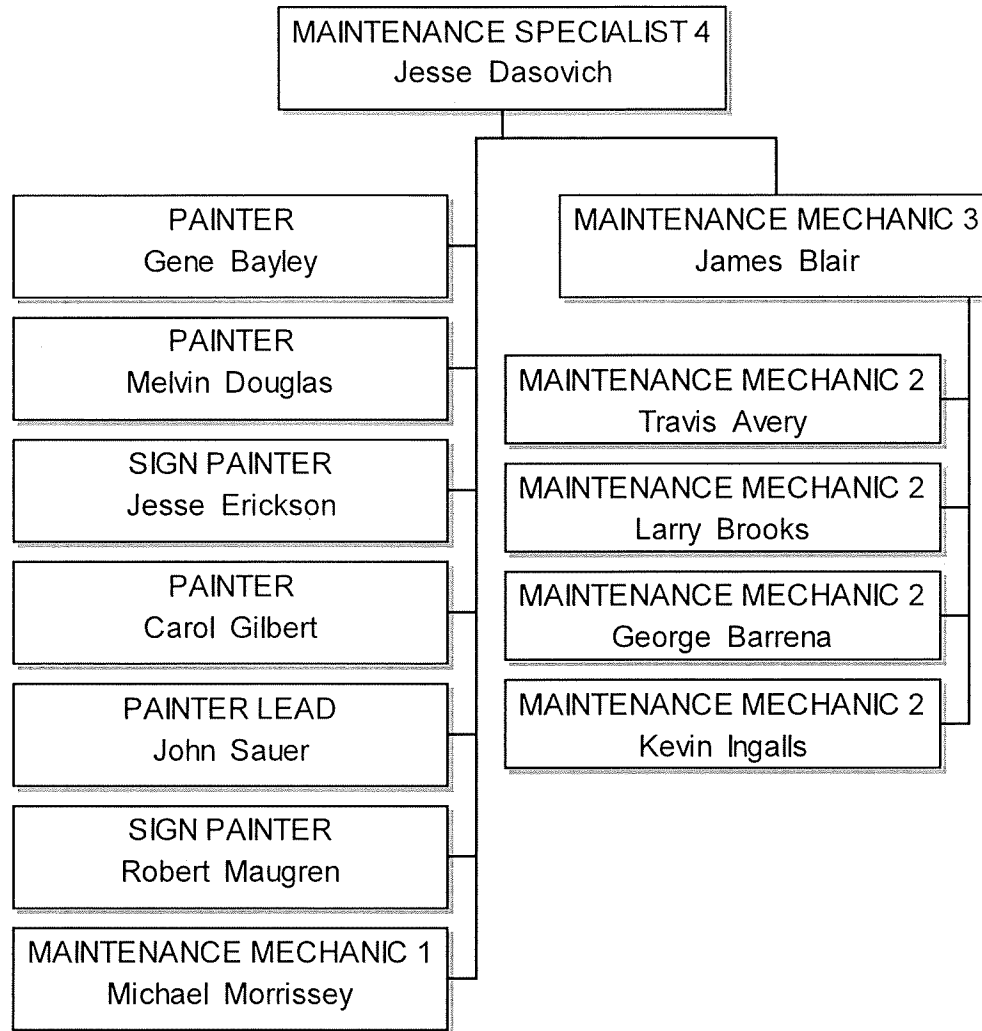 MAINTENANCE SPECIALIST 4
Jesse Dasovich
PAINTER
Gene Bayley
PAINTER
Melvin Douglas
SIGN PAINTER
Jesse Erickson
PAINTER
Carol Gilbert
PAINTER LEAD
John Sauer
SIGN PAINTER
Robert Maugren
MAINTENANCE MECHANIC 1
Michael Morrissey
MAINTENANCE MECHANIC 3
James Blair
MAINTENANCE MECHANIC 2
Travis Avery
MAINTENANCE MECHANIC 2
Larry Brooks
MAINTENANCE MECHANIC 2
George Barrena
MAINTENANCE MECHANIC 2
Kevin Ingalls